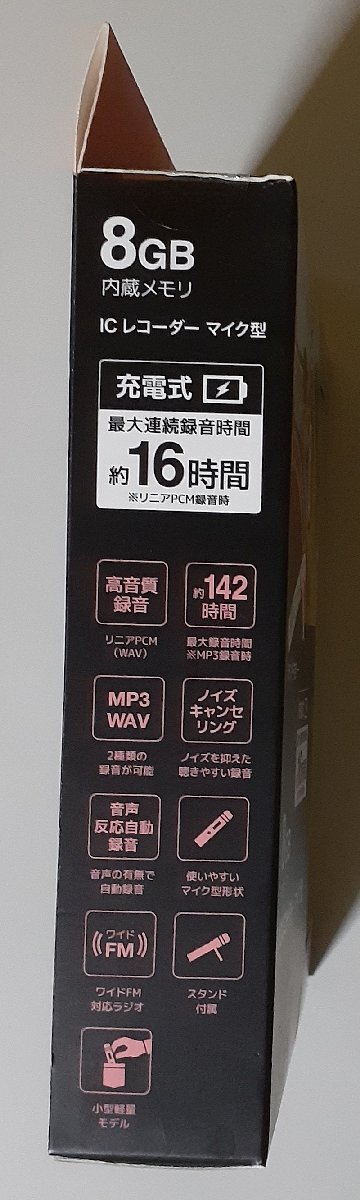 8GB
内蔵メモリ
IC レコーダー マイク型
充電式
最大連続録音時間
約16時間
※リニアPCM録音時
高音質
録音
リニアPCM
(WAV)
約142
時間
最大録音時間
※MP3録音時
MP3
WAV
2種類の
録音が可能
ノイズ
キャンセ
リング
ノイズを抑えた
聴きやすい録音
音声
反応自動
録音
音声の有無で
自動録音
使いやすい
マイク型形状
ワイド
FM
ワイドFM
対応ラジオ
スタンド
付属
小型軽量
モデル